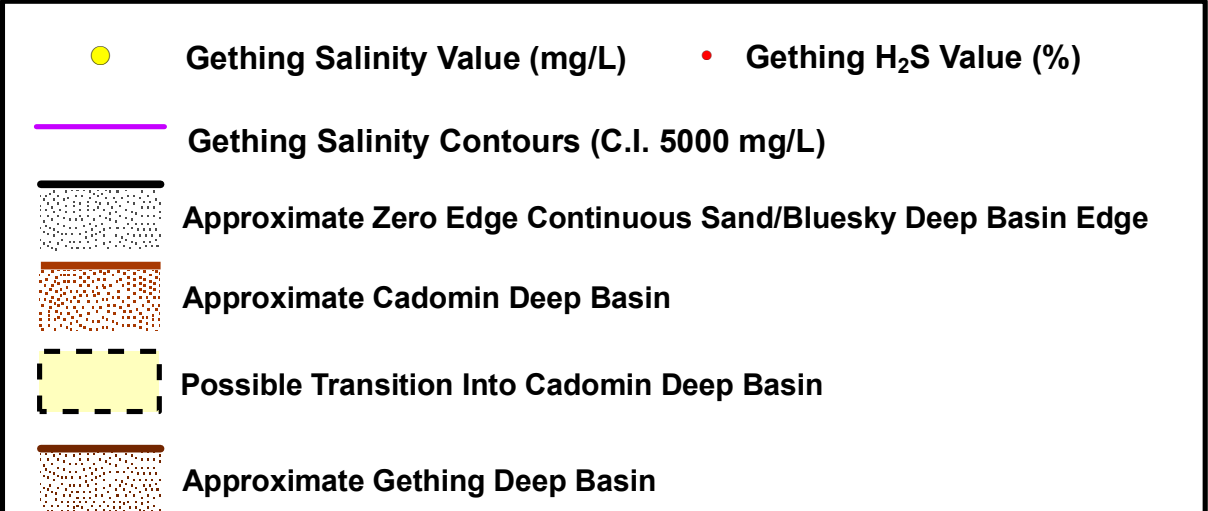 Gething Salinity Value (mg/L) Gething H₂S Value (%)
Gething Salinity Contours (C.I. 5000 mg/L)
Approximate Zero Edge Continuous Sand/Bluesky Deep Basin Edge
Approximate Cadomin Deep Basin
Possible Transition Into Cadomin Deep Basin
Approximate Gething Deep Basin